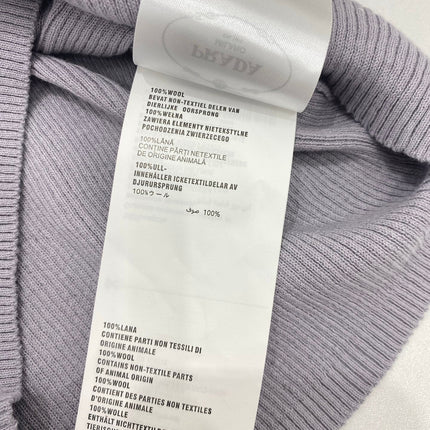 PRADA
MILANO
100%WOOL
BEVAT NON-TEXTIEL DELEN VAN
DIERLIJKE OORSPRONG
100%WEŁNA
ZAWIERA ELEMENTY NIETEKSTYLNE
POCHODZENIA ZWIERZECEGO
100%LÂNĂ
CONȚINE PĂRȚI NETEXTILE
DE ORIGINE ANIMALĂ
100%ULL-
INNEHÅLLER ICKETEXTILDELAR AV
DJURURSPRUNG
100%ウール
100% صوف
100%LANA
CONTIENE PARTI NON TESSILI DI
ORIGINE ANIMALE
100%WOOL
CONTAINS NON-TEXTILE PARTS
OF ANIMAL ORIGIN
100%LAINE
CONTIENT DES PARTIES NON TEXTILES
D'ORIGINE ANIMALE
100%WOLLE
ENTHÄLT NICHTTEXTILE